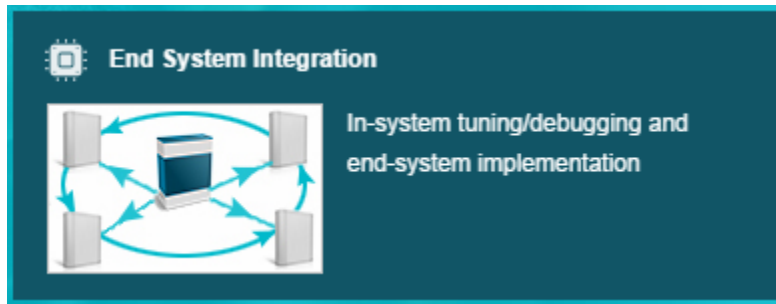 End System Integration
In-system tuning/debugging and
end-system implementation